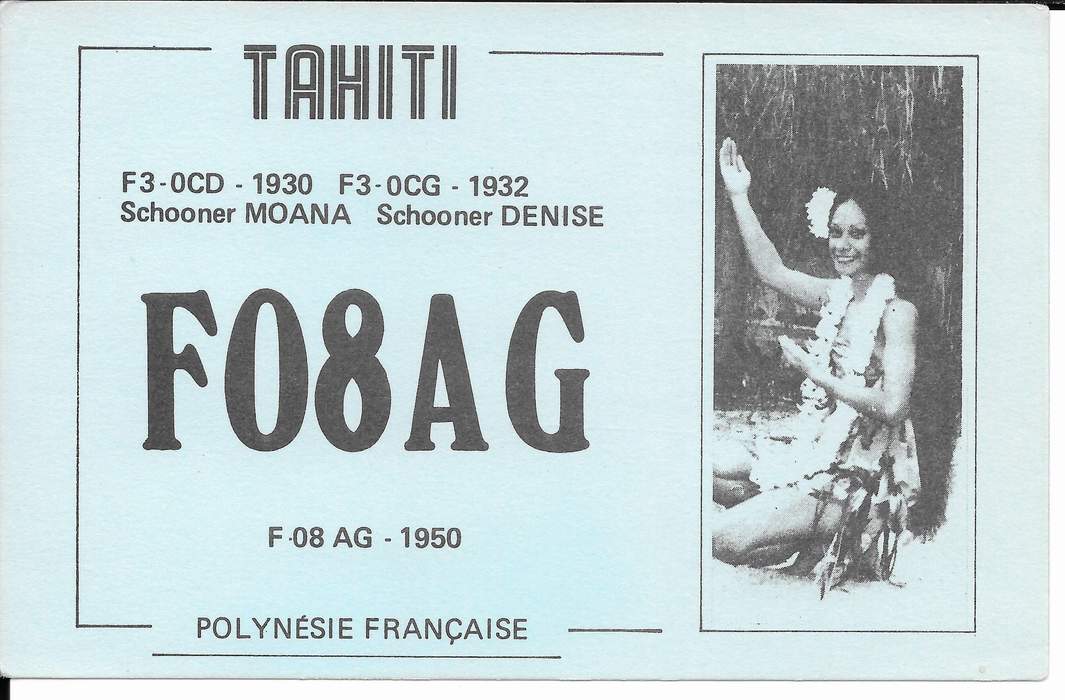 TAHITI
F3-OCD - 1930 F3-OCG - 1932
Schooner MOANA Schooner DENISE
FO8AG
F-08 AG - 1950
POLYNÉSIE FRANÇAISE